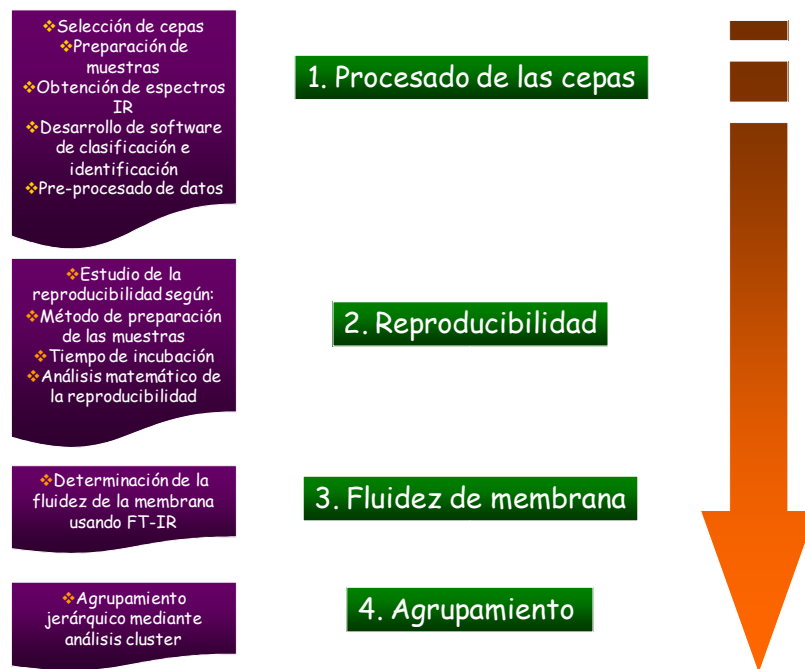 ❖Selección de cepas
❖Preparación de
muestras
❖Obtención de espectros
IR
❖Desarrollo de software
de clasificación e
identificación
❖Pre-procesado de datos
1. Procesado de las cepas
❖Estudio de la
reproducibilidad según:
❖Método de preparación
de las muestras
❖Tiempo de incubación
❖Análisis matemático de
la reproducibilidad
2. Reproducibilidad
❖Determinación de la
fluidez de la membrana
usando FT-IR
3. Fluidez de membrana
❖Agrupamiento
jerárquico mediante
análisis cluster
4. Agrupamiento